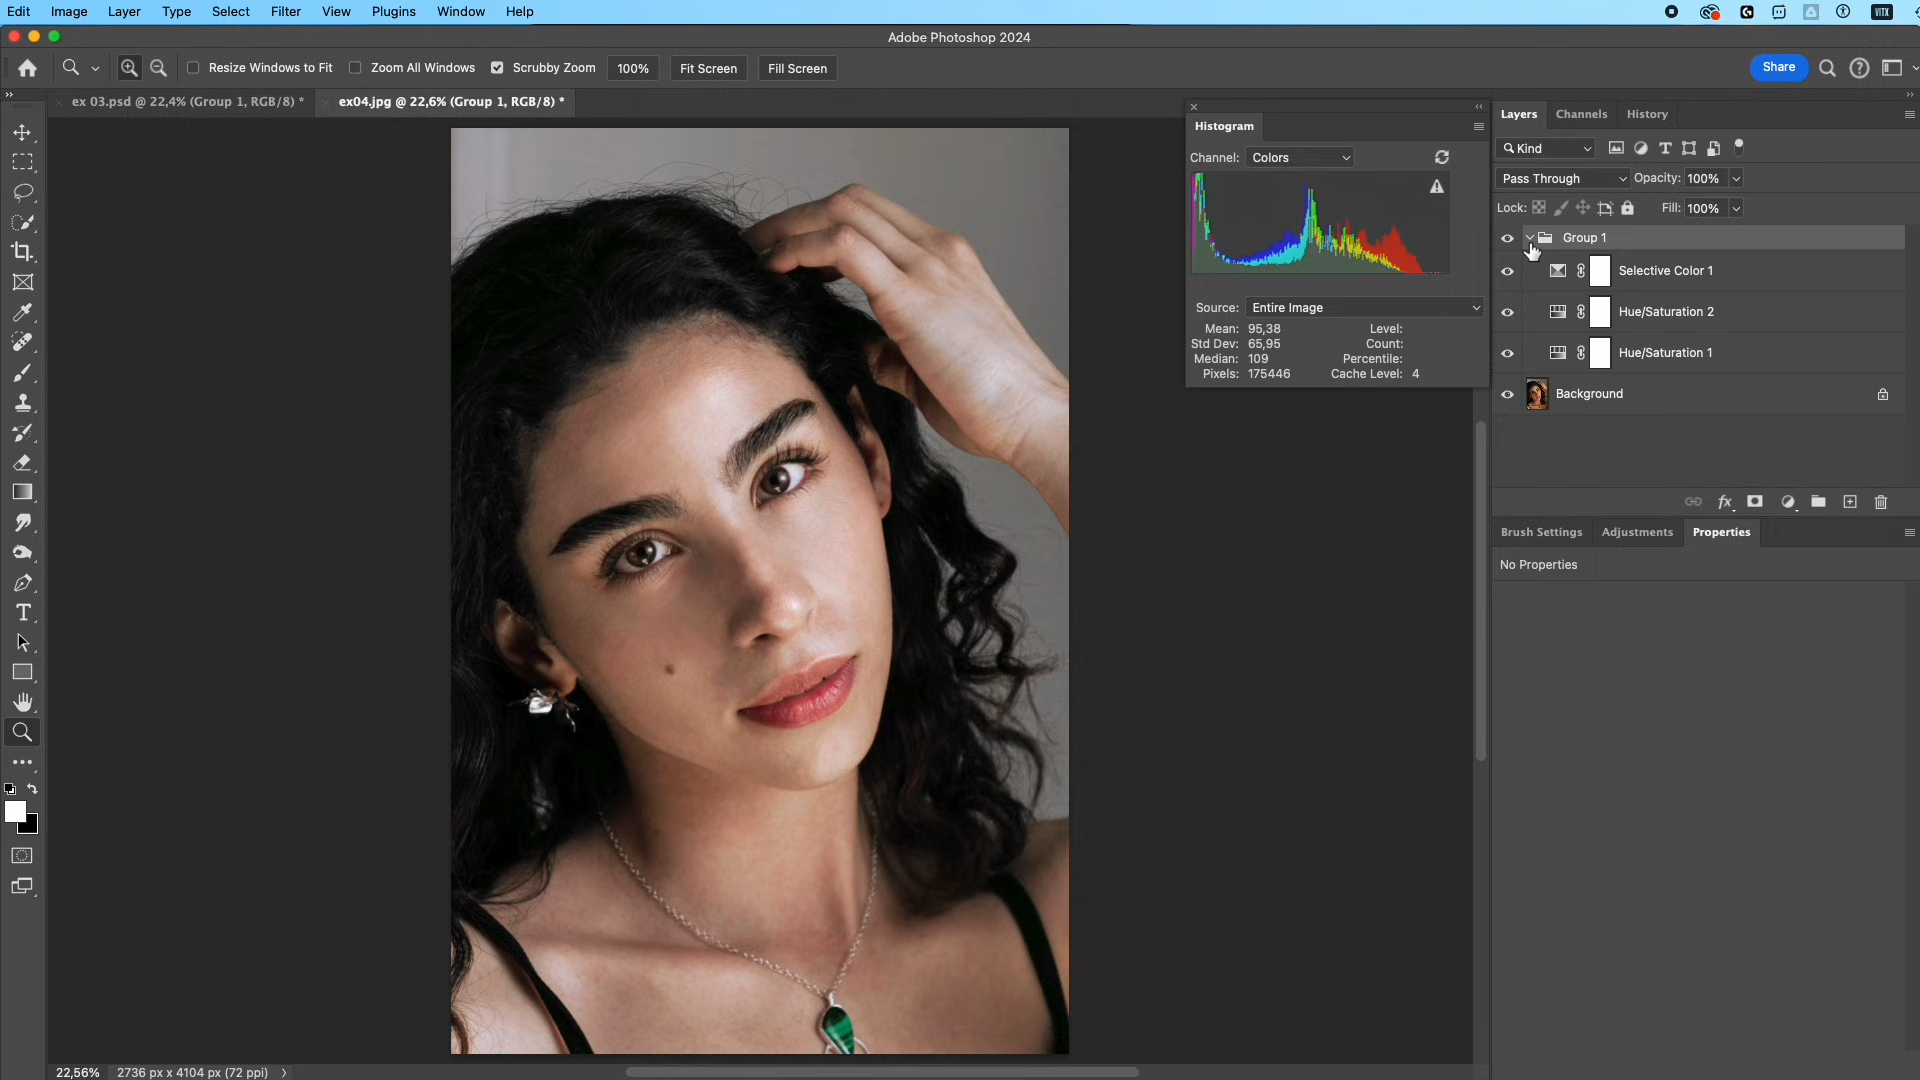 Edit Image Layer Type Select Filter View Plugins Window Help
VITX
Adobe Photoshop 2024
Resize Windows to Fit Zoom All Windows Scrubby Zoom 100% Fit Screen Fill Screen
Share
ex 03.psd @ 22,4% (Group 1, RGB/8) *
ex04.jpg @ 22,6% (Group 1, RGB/8) *
Histogram
Channel: Colors
Source: Entire Image
Mean: 95,38 Level:
Std Dev: 65,95 Count:
Median: 109 Percentile:
Pixels: 175446 Cache Level: 4
Layers Channels History
Kind
Pass Through Opacity: 100%
Lock: Fill: 100%
Group 1
Selective Color 1
Hue/Saturation 2
Hue/Saturation 1
Background
fx
Brush Settings Adjustments Properties
No Properties
22,56% 2736 px x 4104 px (72 ppi)